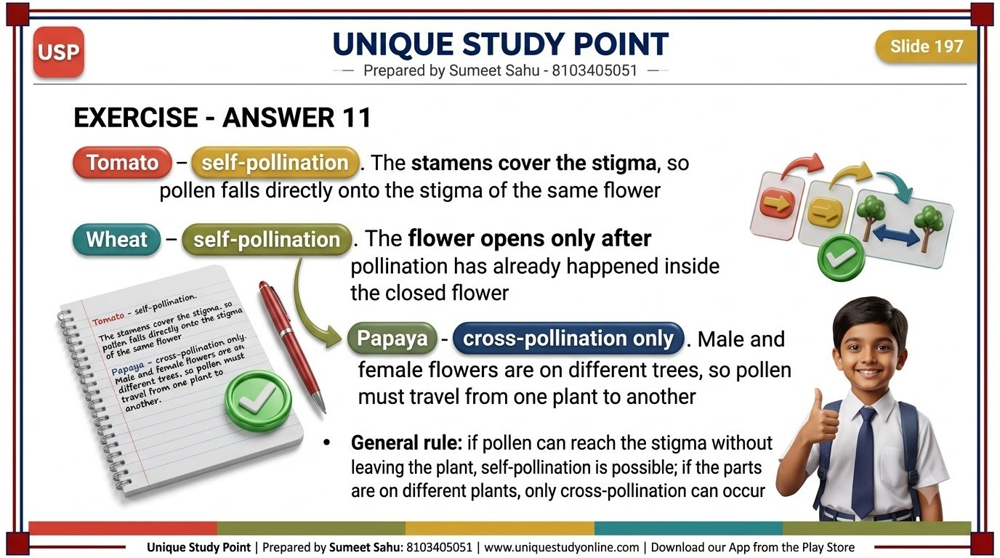 USP
UNIQUE STUDY POINT
Prepared by Sumeet Sahu - 8103405051
Slide 197
EXERCISE - ANSWER 11
Tomato – self-pollination. The stamens cover the stigma, so
pollen falls directly onto the stigma of the same flower
Wheat – self-pollination. The flower opens only after
pollination has already happened inside
the closed flower
Tomato - self-pollination.
The stamens cover the stigma, so
pollen falls directly onto the stigma
of the same flower
Papaya - cross-pollination only.
Male and female flowers are on
different trees, so pollen must
travel from one plant to
another.
Papaya - cross-pollination only. Male and
female flowers are on different trees, so pollen
must travel from one plant to another
• General rule: if pollen can reach the stigma without
leaving the plant, self-pollination is possible; if the parts
are on different plants, only cross-pollination can occur
Unique Study Point | Prepared by Sumeet Sahu: 8103405051 | www.uniquestudyonline.com | Download our App from the Play Store